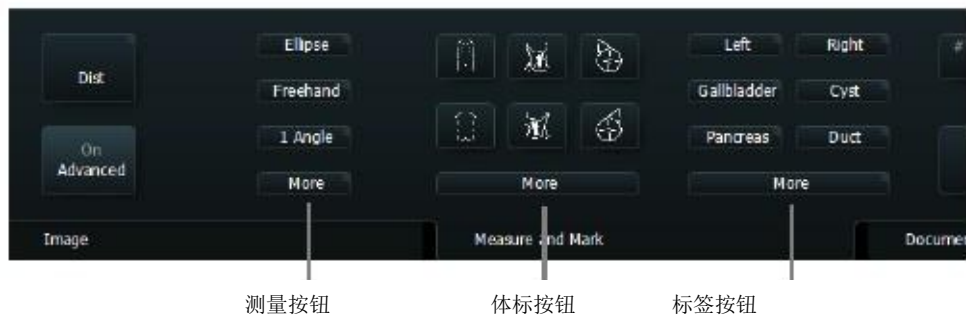 Dist
On
Advanced
Ellipse
Freehand
1 Angle
More
More
Left Right
Gallbladder Cyst
Pancreas Duct
More
#
Image
Measure and Mark
测量按钮 体标按钮 标签按钮